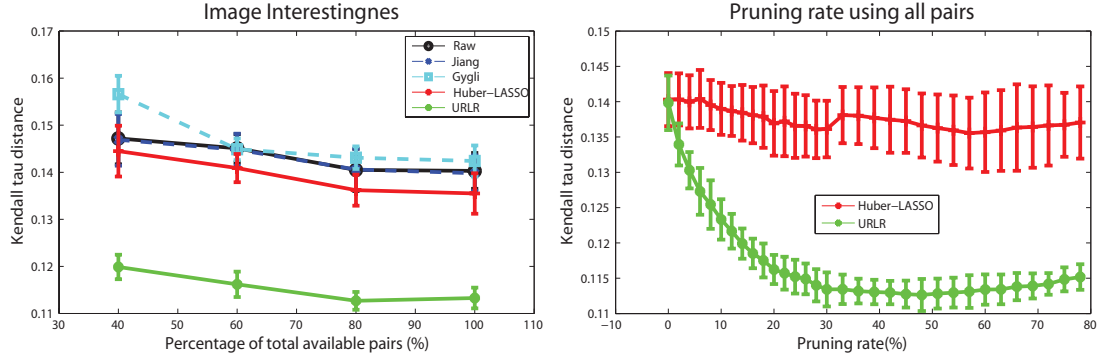 Image Interestingnes
Kendall tau distance
0.17
0.16
0.15
0.14
0.13
0.12
0.11
Raw
Jiang
Gygli
Huber-LASSO
URLR
30 40 50 60 70 80 90 100 110
Percentage of total available pairs (%)
Pruning rate using all pairs
Kendall tau distance
0.15
0.145
0.14
0.135
0.13
0.125
0.12
0.115
0.11
Huber-LASSO
URLR
−10 0 10 20 30 40 50 60 70 80
Pruning rate(%)